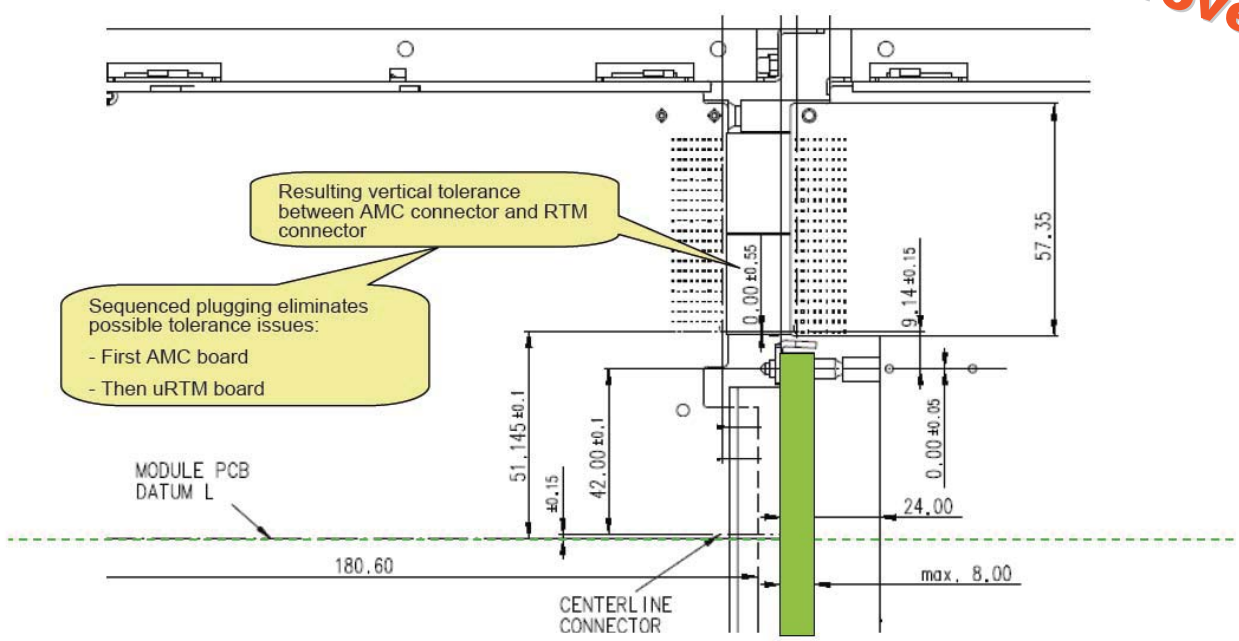 Resulting vertical tolerance
between AMC connector and RTM
connector
Sequenced plugging eliminates
possible tolerance issues:
- First AMC board
- Then uRTM board
57.35
9.14 ±0.15
0.00 ±0.55
51.145 ±0.1
42.00 ±0.1
±0.15
0.00 ±0.05
MODULE PCB
DATUM L
24.00
180.60
max. 8.00
CENTERLINE
CONNECTOR